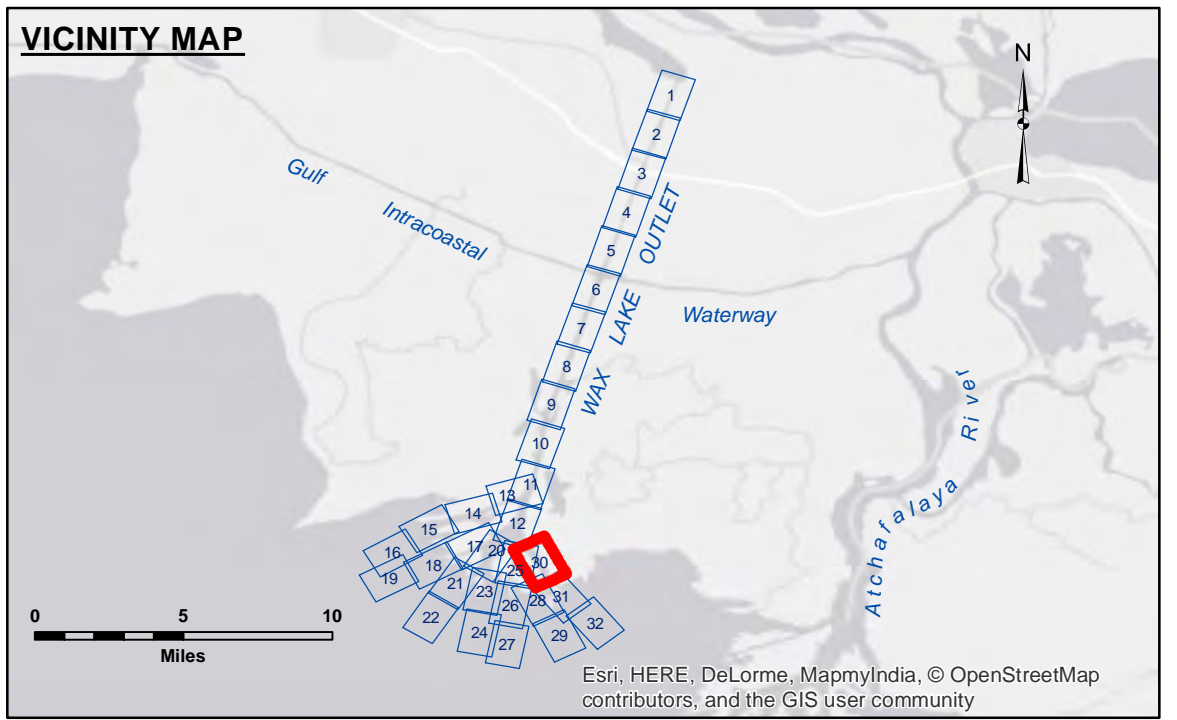 VICINITY MAP
N
1
2
3
4
5
6
7
8
9
10
11
12
13
14
15
16
17
18
19
20
21
22
23
24
25
26
27
28
29
30
31
32
Gulf
Intracoastal
Waterway
WAX LAKE OUTLET
Atchafalaya River
0 5 10
Miles
Esri, HERE, DeLorme, MapmyIndia, © OpenStreetMap
contributors, and the GIS user community